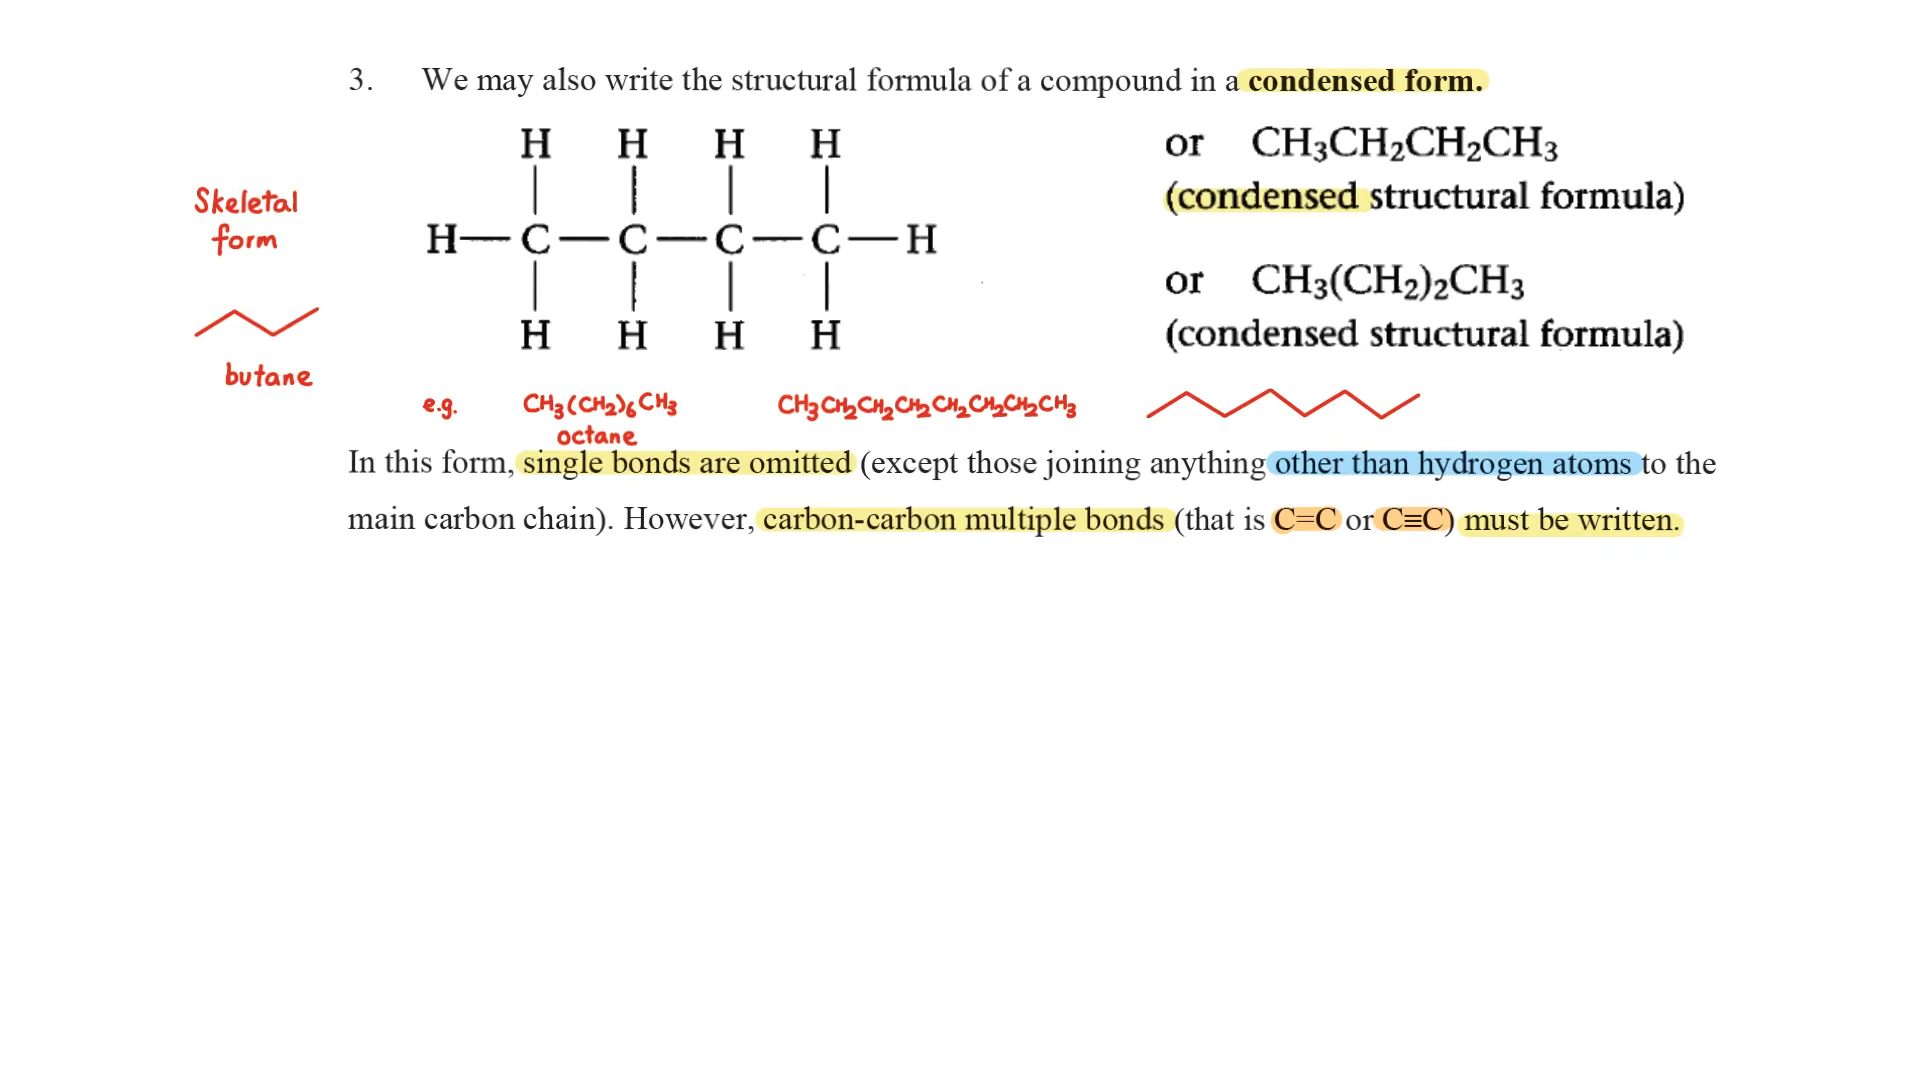 3. We may also write the structural formula of a compound in a condensed form.
H H H H
H—C—C—C—C—H
H H H H
or CH₃CH₂CH₂CH₃
(condensed structural formula)
or CH₃(CH₂)₂CH₃
(condensed structural formula)
Skeletal
form
butane
e.g. CH₃(CH₂)₆CH₃ CH₃CH₂CH₂CH₂CH₂CH₂CH₂CH₃
octane
In this form, single bonds are omitted (except those joining anything other than hydrogen atoms to the
main carbon chain). However, carbon-carbon multiple bonds (that is C=C or C≡C) must be written.